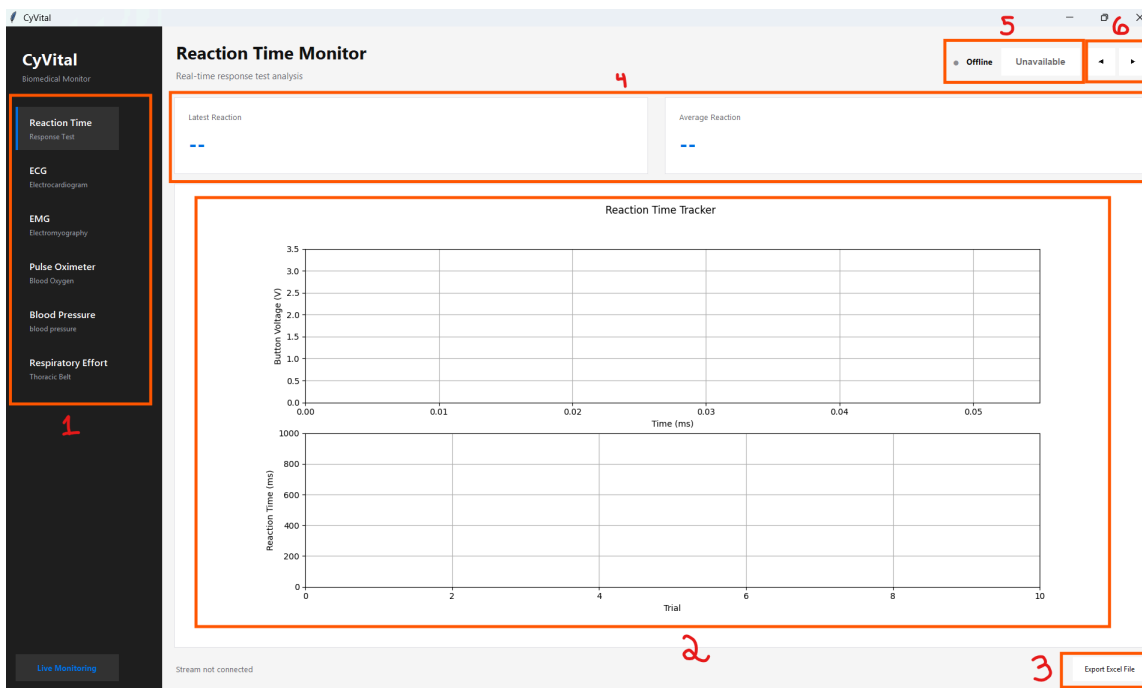 CyVital
5
6
CyVital
Biomedical Monitor
Reaction Time Monitor
Real-time response test analysis
Offline
Unavailable
◄
►
4
Reaction Time
Response Test
ECG
Electrocardiogram
EMG
Electromyography
Pulse Oximeter
Blood Oxygen
Blood Pressure
blood pressure
Respiratory Effort
Thoracic Belt
1
Latest Reaction
--
Average Reaction
--
Reaction Time Tracker
Button Voltage (V)
3.5
3.0
2.5
2.0
1.5
1.0
0.5
0.0
0.00 0.01 0.02 0.03 0.04 0.05
Time (ms)
Reaction Time (ms)
1000
800
600
400
200
0
0 2 4 6 8 10
Trial
2
Live Monitoring
Stream not connected
3
Export Excel File